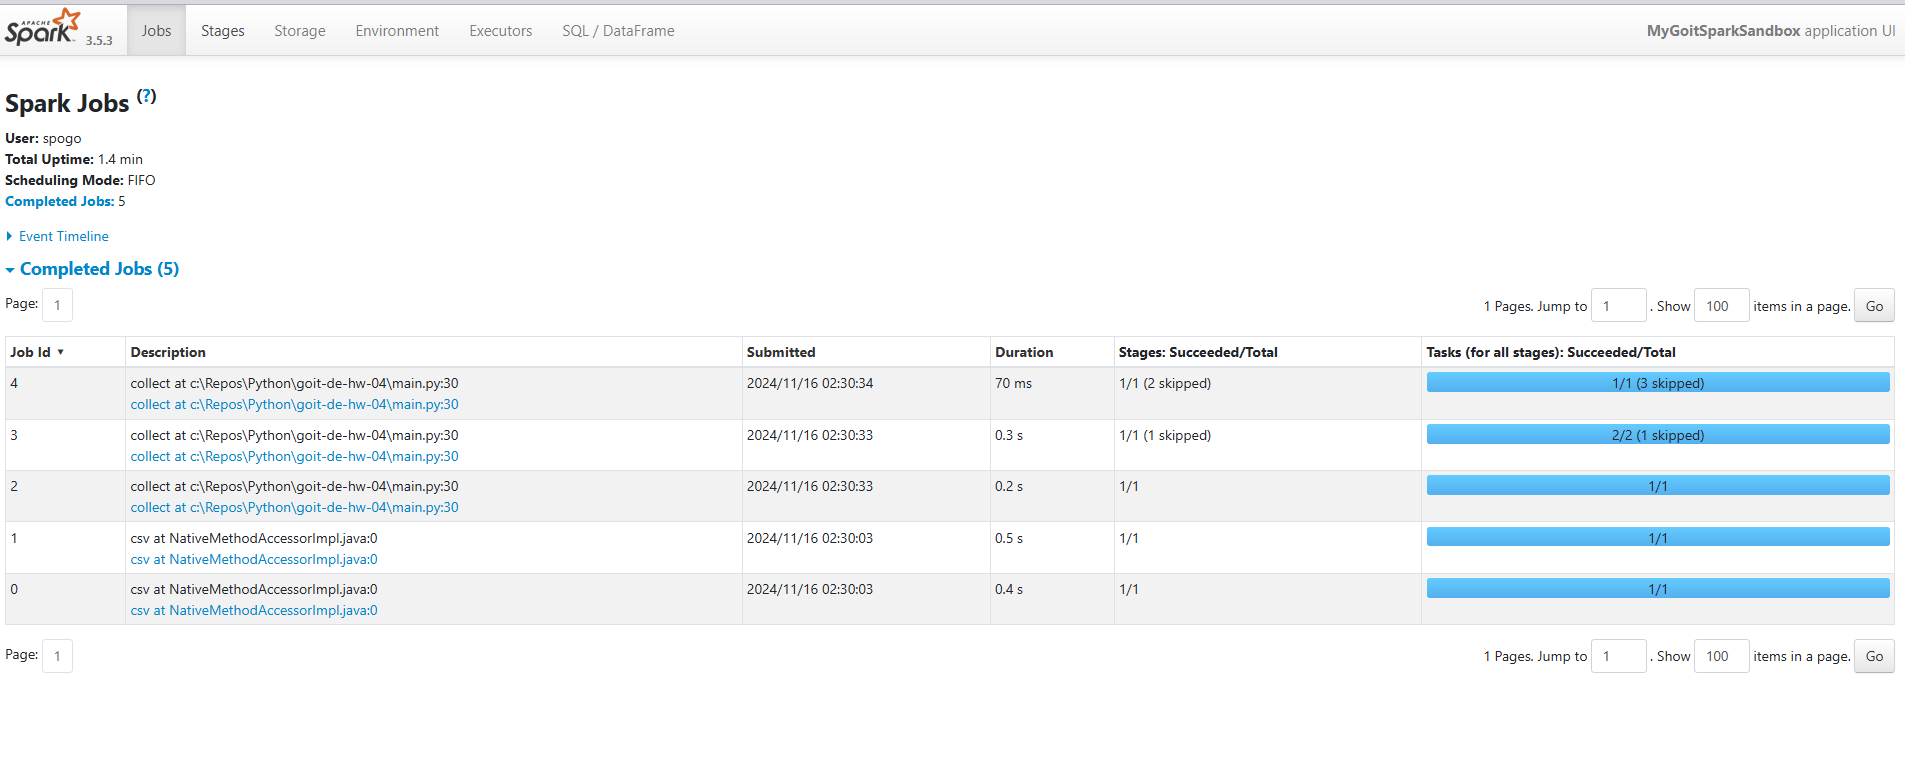 APACHE
Spark 3.5.3 Jobs Stages Storage Environment Executors SQL / DataFrame MyGoitSparkSandbox application UI
Spark Jobs (?)
User: spogo
Total Uptime: 1.4 min
Scheduling Mode: FIFO
Completed Jobs: 5
Event Timeline
Completed Jobs (5)
Page: 1 1 Pages. Jump to 1 . Show 100 items in a page. Go
Job Id ▾ Description Submitted Duration Stages: Succeeded/Total Tasks (for all stages): Succeeded/Total
4 collect at c:\Repos\Python\goit-de-hw-04\main.py:30 2024/11/16 02:30:34 70 ms 1/1 (2 skipped) 1/1 (3 skipped)
collect at c:\Repos\Python\goit-de-hw-04\main.py:30
3 collect at c:\Repos\Python\goit-de-hw-04\main.py:30 2024/11/16 02:30:33 0.3 s 1/1 (1 skipped) 2/2 (1 skipped)
collect at c:\Repos\Python\goit-de-hw-04\main.py:30
2 collect at c:\Repos\Python\goit-de-hw-04\main.py:30 2024/11/16 02:30:33 0.2 s 1/1 1/1
collect at c:\Repos\Python\goit-de-hw-04\main.py:30
1 csv at NativeMethodAccessorImpl.java:0 2024/11/16 02:30:03 0.5 s 1/1 1/1
csv at NativeMethodAccessorImpl.java:0
0 csv at NativeMethodAccessorImpl.java:0 2024/11/16 02:30:03 0.4 s 1/1 1/1
csv at NativeMethodAccessorImpl.java:0
Page: 1 1 Pages. Jump to 1 . Show 100 items in a page. Go